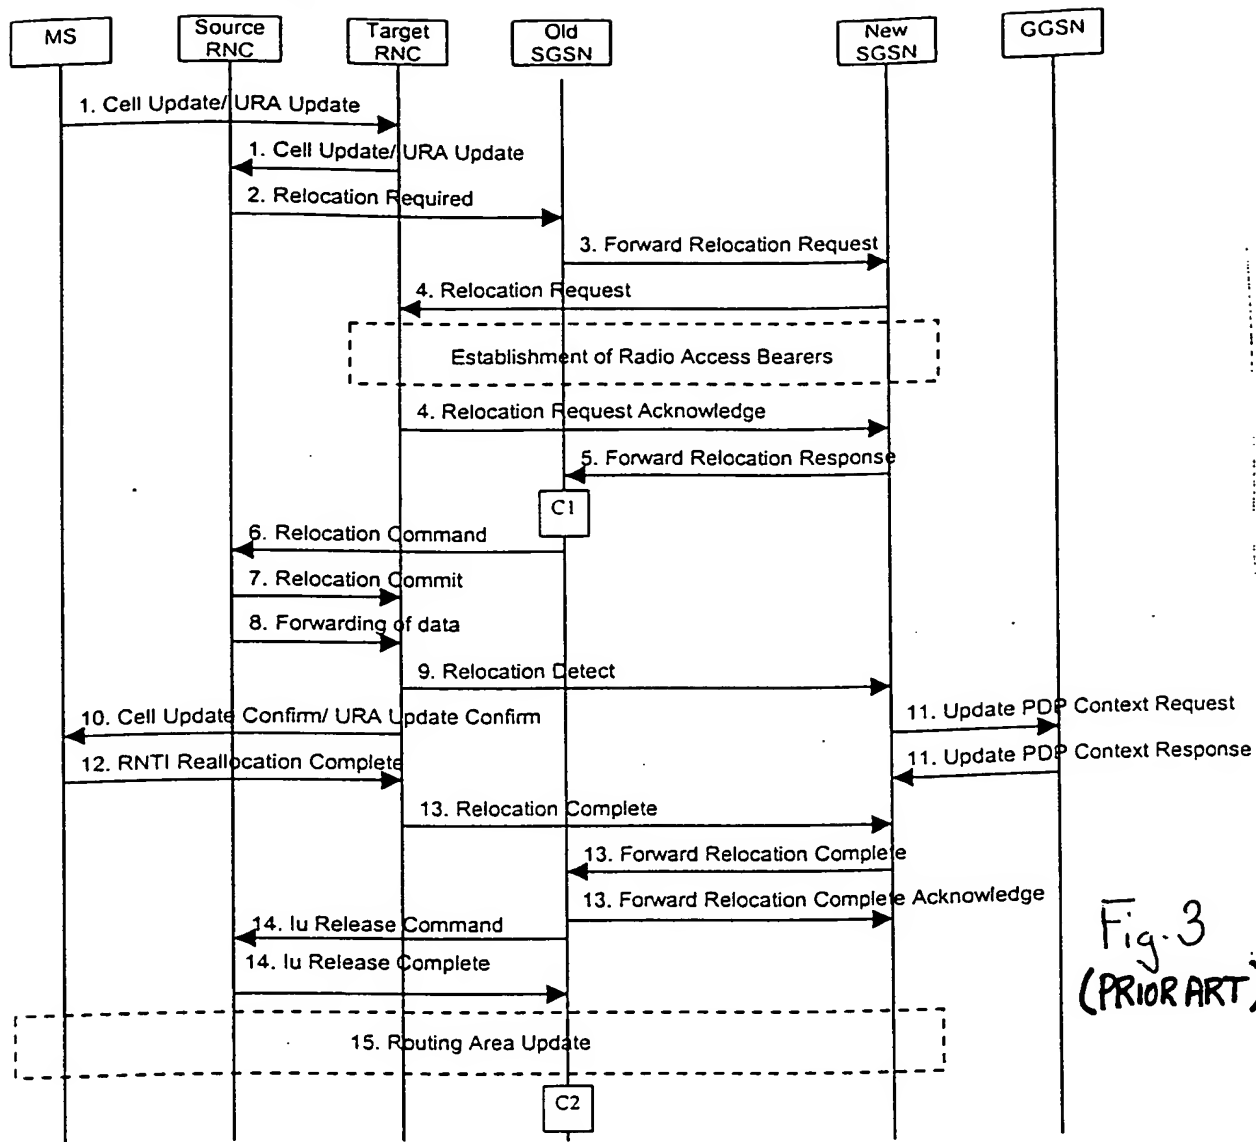 MS
Source
RNC
Target
RNC
Old
SGSN
New
SGSN
GGSN
1. Cell Update/ URA Update
1. Cell Update/ URA Update
2. Relocation Required
3. Forward Relocation Request
4. Relocation Request
Establishment of Radio Access Bearers
4. Relocation Request Acknowledge
5. Forward Relocation Response
C1
6. Relocation Command
7. Relocation Commit
8. Forwarding of data
9. Relocation Detect
10. Cell Update Confirm/ URA Update Confirm
11. Update PDP Context Request
12. RNTI Reallocation Complete
11. Update PDP Context Response
13. Relocation Complete
13. Forward Relocation Complete
13. Forward Relocation Complete Acknowledge
14. Iu Release Command
14. Iu Release Complete
15. Routing Area Update
C2
Fig. 3
(PRIOR ART)